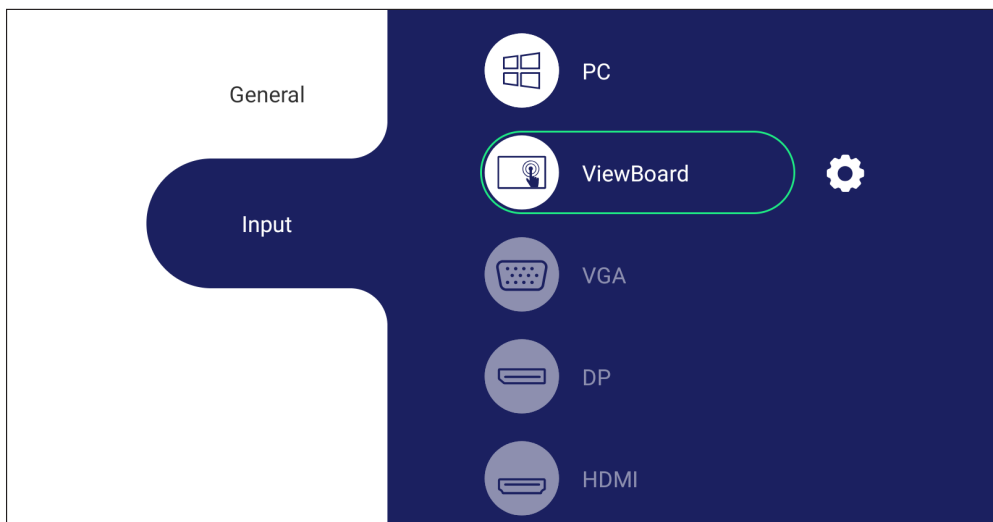 General
Input
PC
ViewBoard
VGA
DP
HDMI